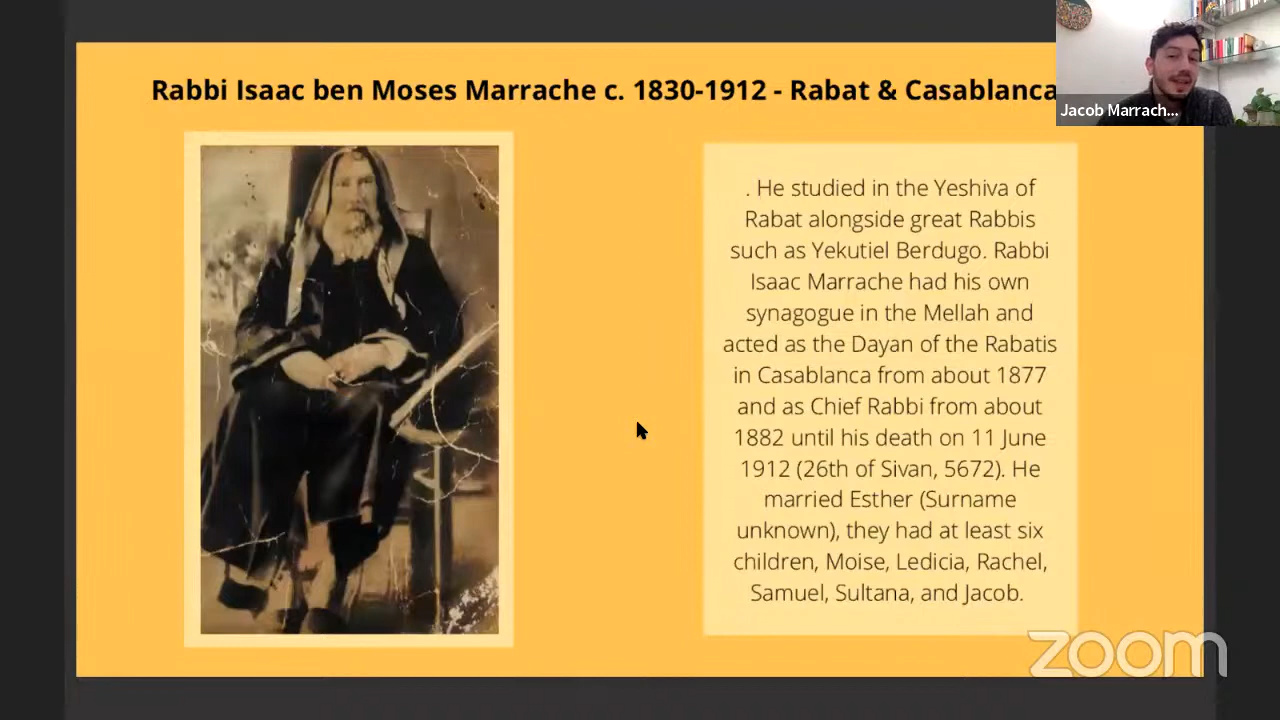 Rabbi Isaac ben Moses Marrache c. 1830-1912 - Rabat & Casablanca
Jacob Marrach...
. He studied in the Yeshiva of
Rabat alongside great Rabbis
such as Yekutiel Berdugo. Rabbi
Isaac Marrache had his own
synagogue in the Mellah and
acted as the Dayan of the Rabatis
in Casablanca from about 1877
and as Chief Rabbi from about
1882 until his death on 11 June
1912 (26th of Sivan, 5672). He
married Esther (Surname
unknown), they had at least six
children, Moise, Ledicia, Rachel,
Samuel, Sultana, and Jacob.
zoom